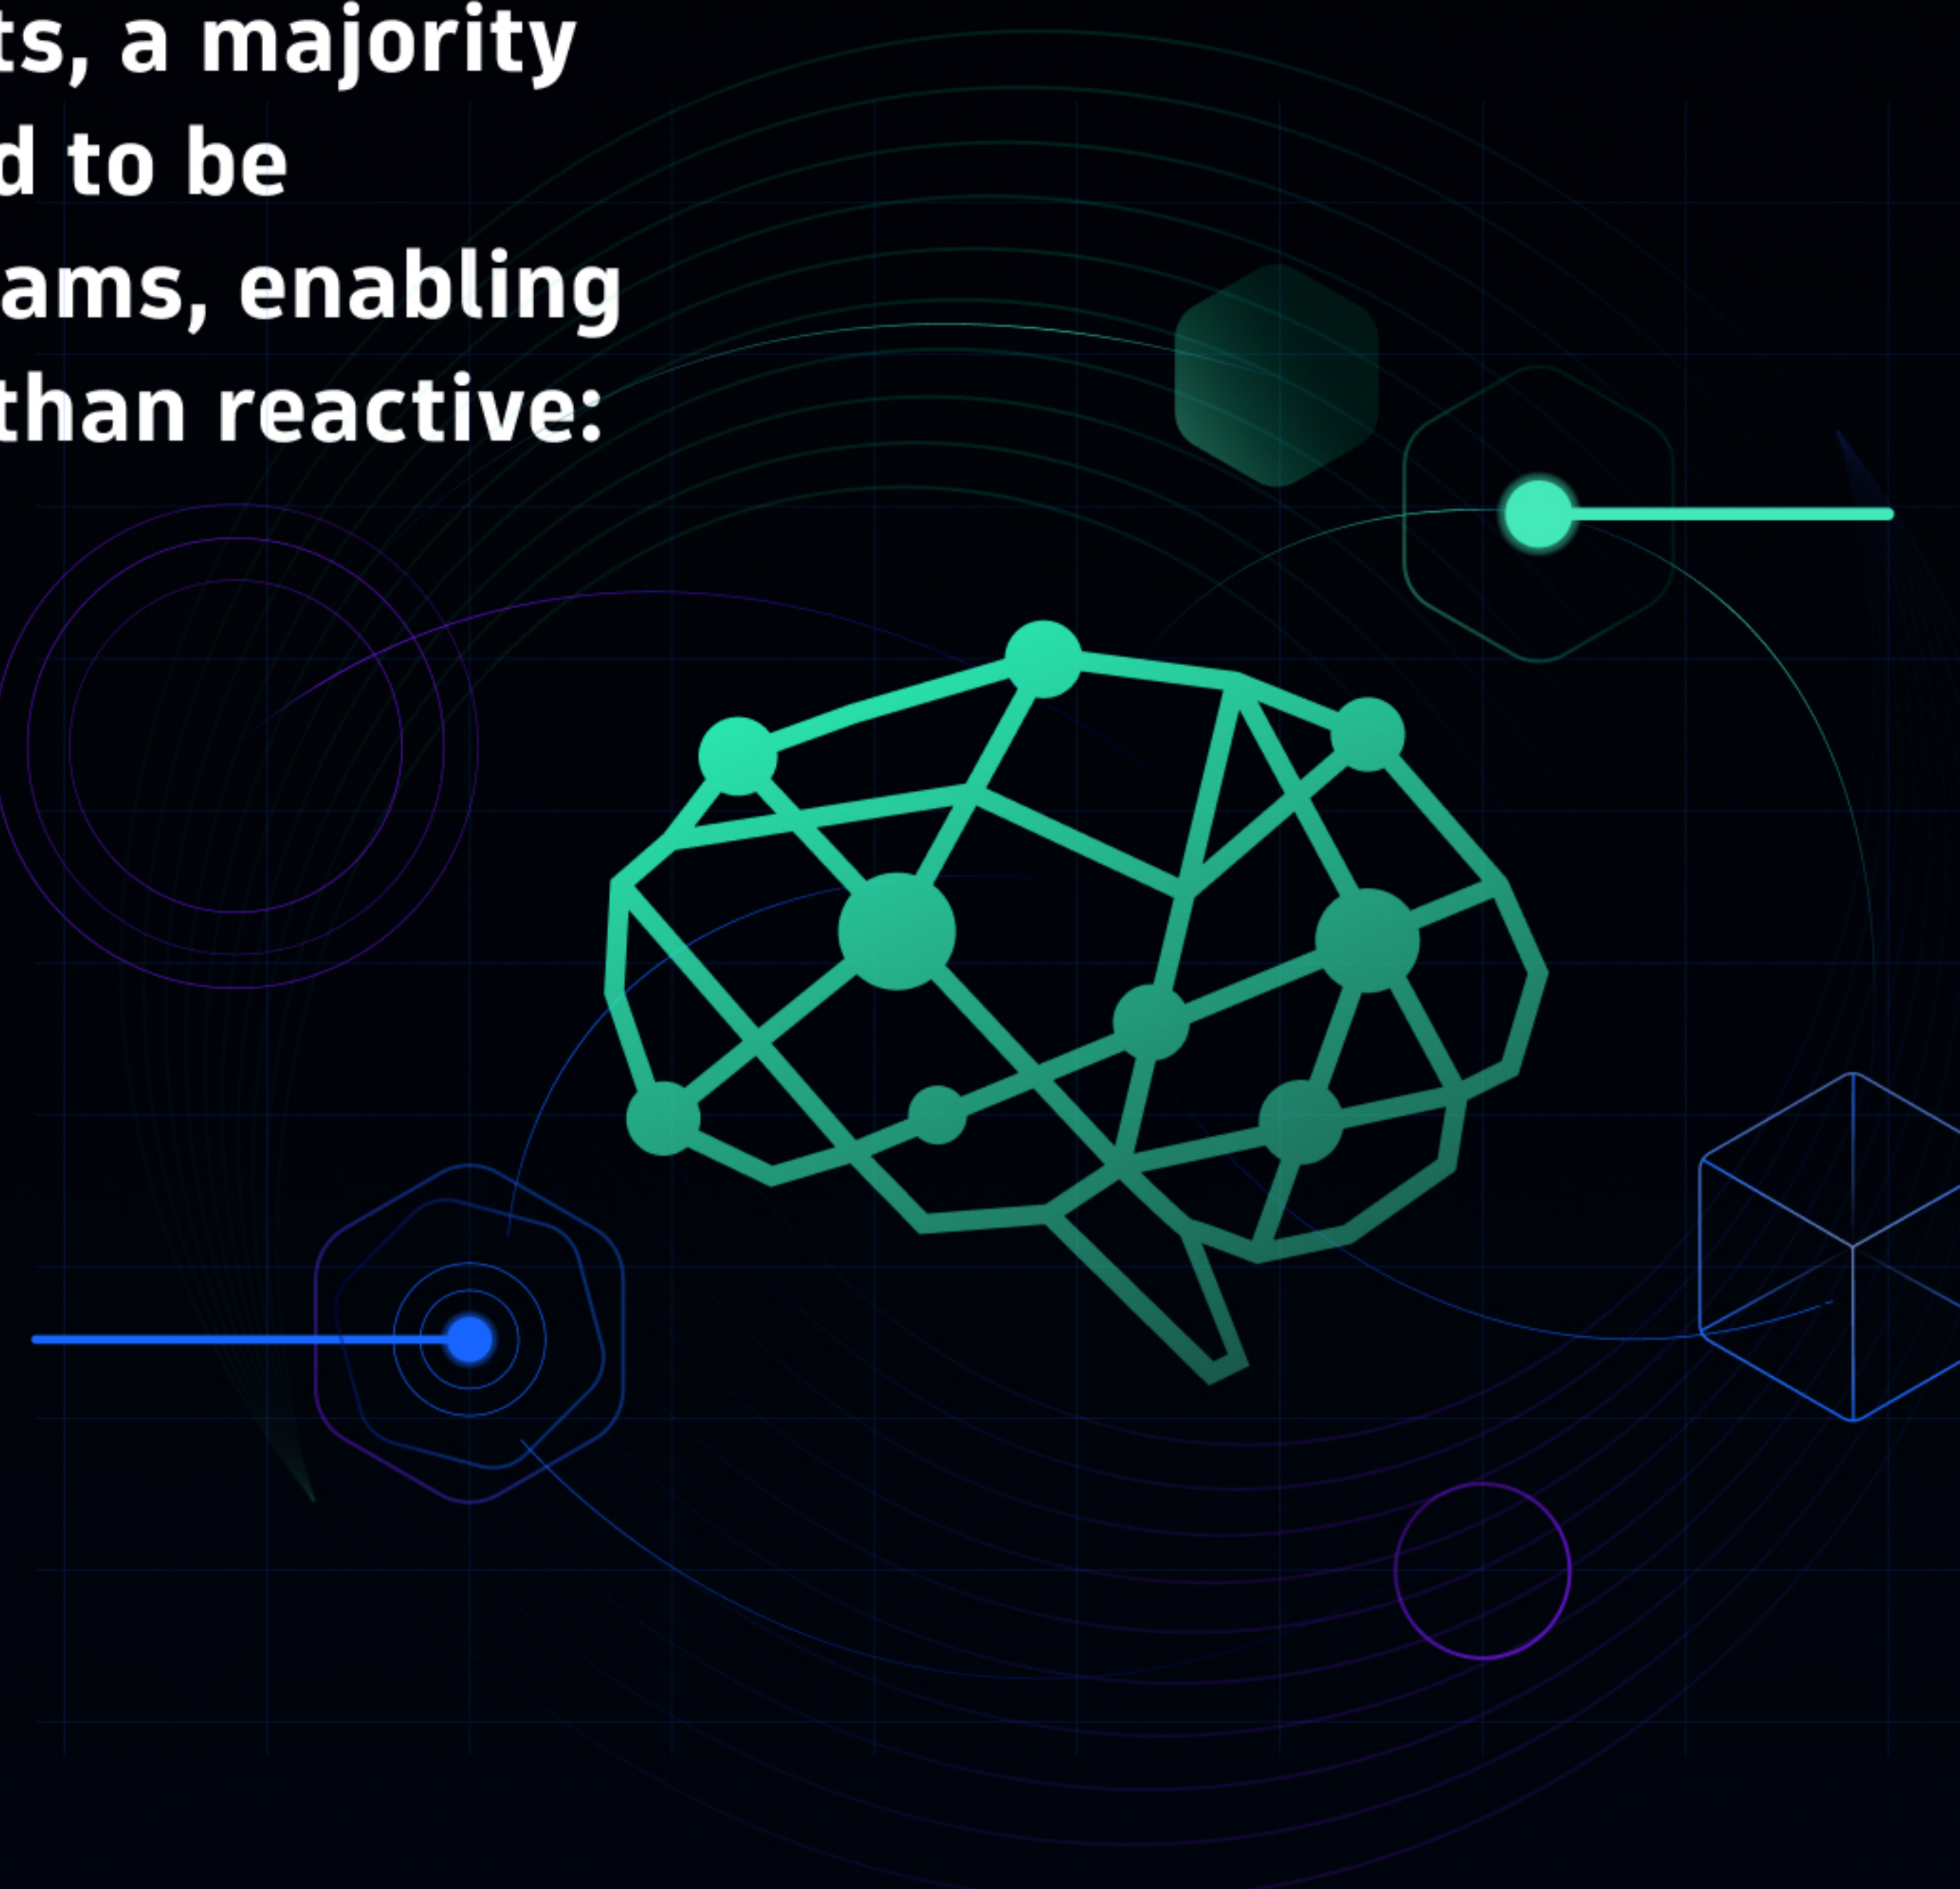 ts, a majority
d to be
ams, enabling
than reactive: